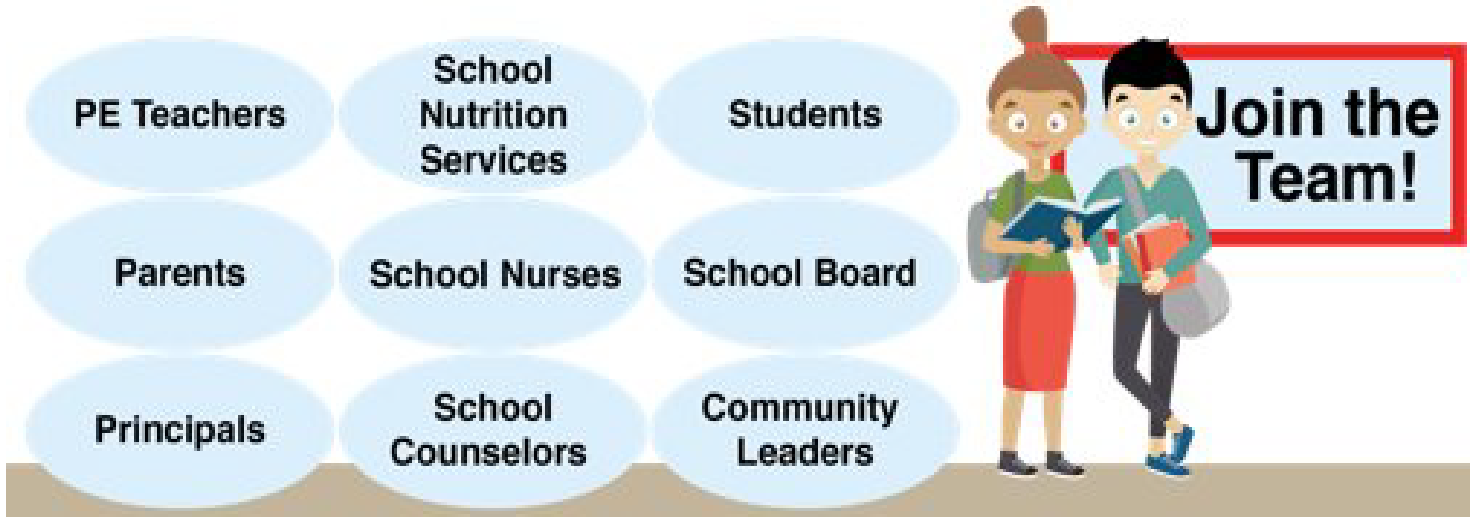 PE Teachers
School
Nutrition
Services
Students
Parents
School Nurses
School Board
Principals
School
Counselors
Community
Leaders
Join the
Team!